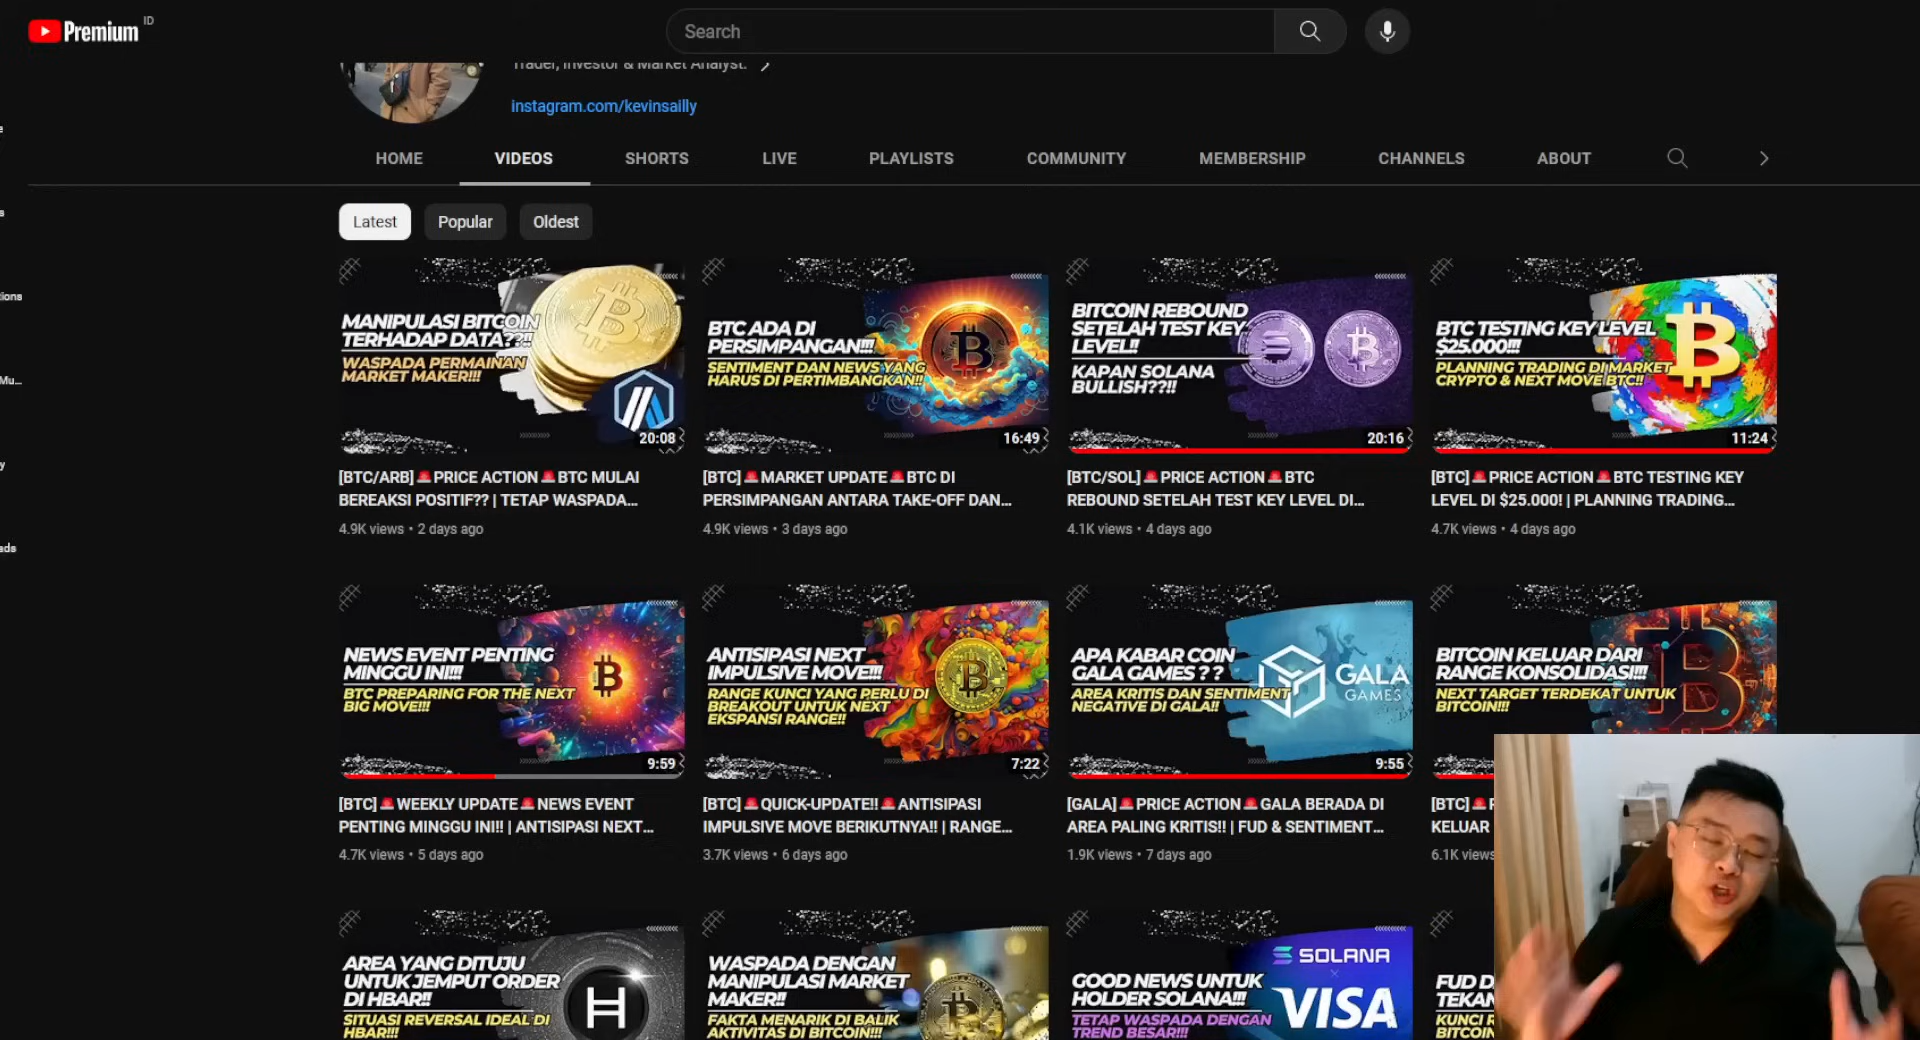 Premium ID
Search
Trader, Investor & Market Analyst.
instagram.com/kevinsailly
HOME VIDEOS SHORTS LIVE PLAYLISTS COMMUNITY MEMBERSHIP CHANNELS ABOUT
Latest Popular Oldest
MANIPULASI BITCOIN
TERHADAP DATA??!!
WASPADA PERMAINAN
MARKET MAKER!!!
20:08
BTC ADA DI
PERSIMPANGAN!!!
SENTIMENT DAN NEWS YANG
HARUS DI PERTIMBANGKAN!!
16:49
BITCOIN REBOUND
SETELAH TEST KEY
LEVEL!!
KAPAN SOLANA
BULLISH??!!
20:16
BTC TESTING KEY LEVEL
$25.000!!!
PLANNING TRADING DI MARKET
CRYPTO & NEXT MOVE BTC!!
11:24
[BTC/ARB]🚨PRICE ACTION🚨BTC MULAI
BEREAKSI POSITIF?? | TETAP WASPADA...
4.9K views • 2 days ago
[BTC]🚨MARKET UPDATE🚨BTC DI
PERSIMPANGAN ANTARA TAKE-OFF DAN...
4.9K views • 3 days ago
[BTC/SOL]🚨PRICE ACTION🚨BTC
REBOUND SETELAH TEST KEY LEVEL DI...
4.1K views • 4 days ago
[BTC]🚨PRICE ACTION🚨BTC TESTING KEY
LEVEL DI $25.000! | PLANNING TRADING...
4.7K views • 4 days ago
NEWS EVENT PENTING
MINGGU INI!!!
BTC PREPARING FOR THE NEXT
BIG MOVE!!!
9:59
ANTISIPASI NEXT
IMPULSIVE MOVE!!!
RANGE KUNCI YANG PERLU DI
BREAKOUT UNTUK NEXT
EKSPANSI RANGE!!
7:22
APA KABAR COIN
GALA GAMES ? ?
AREA KRITIS DAN SENTIMENT
NEGATIVE DI GALA!!
GALA
GAMES
9:55
BITCOIN KELUAR DARI
RANGE KONSOLIDASI!!!
NEXT TARGET TERDEKAT UNTUK
BITCOIN!!!
[BTC]🚨WEEKLY UPDATE🚨NEWS EVENT
PENTING MINGGU INI!! | ANTISIPASI NEXT...
4.7K views • 5 days ago
[BTC]🚨QUICK-UPDATE!!🚨ANTISIPASI
IMPULSIVE MOVE BERIKUTNYA!! | RANGE...
3.7K views • 6 days ago
[GALA]🚨PRICE ACTION🚨GALA BERADA DI
AREA PALING KRITIS!! | FUD & SENTIMENT...
1.9K views • 7 days ago
[BTC]🚨
KELUAR
6.1K views
AREA YANG DITUJU
UNTUK JEMPUT ORDER
DI HBAR!!
SITUASI REVERSAL IDEAL DI
HBAR!!!
WASPADA DENGAN
MANIPULASI MARKET
MAKER!!
FAKTA MENARIK DI BALIK
AKTIVITAS DI BITCOIN!!!
GOOD NEWS UNTUK
HOLDER SOLANA!!!
TETAP WASPADA DENGAN
TREND BESAR!!!
SOLANA
VISA
FUD D
TEKAN
KUNCI R
BITCOIN